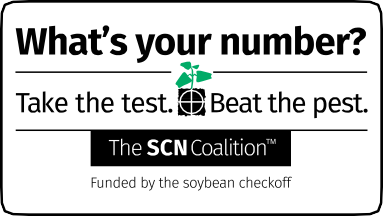 What's your number?
Take the test. Beat the pest.
The SCN Coalition™
Funded by the soybean checkoff